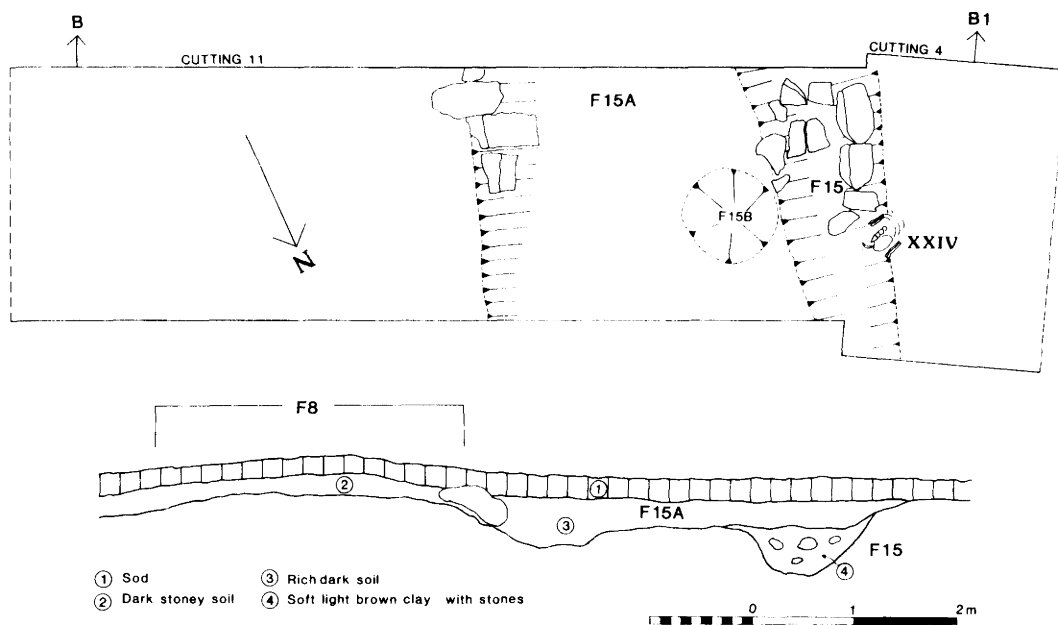 B
B1
CUTTING 11
CUTTING 4
F15A
F15B
F15
XXIV
N
F8
1
2
F15A
3
F15
4
1 Sod
2 Dark stoney soil
3 Rich dark soil
4 Soft light brown clay with stones
0 1 2 m